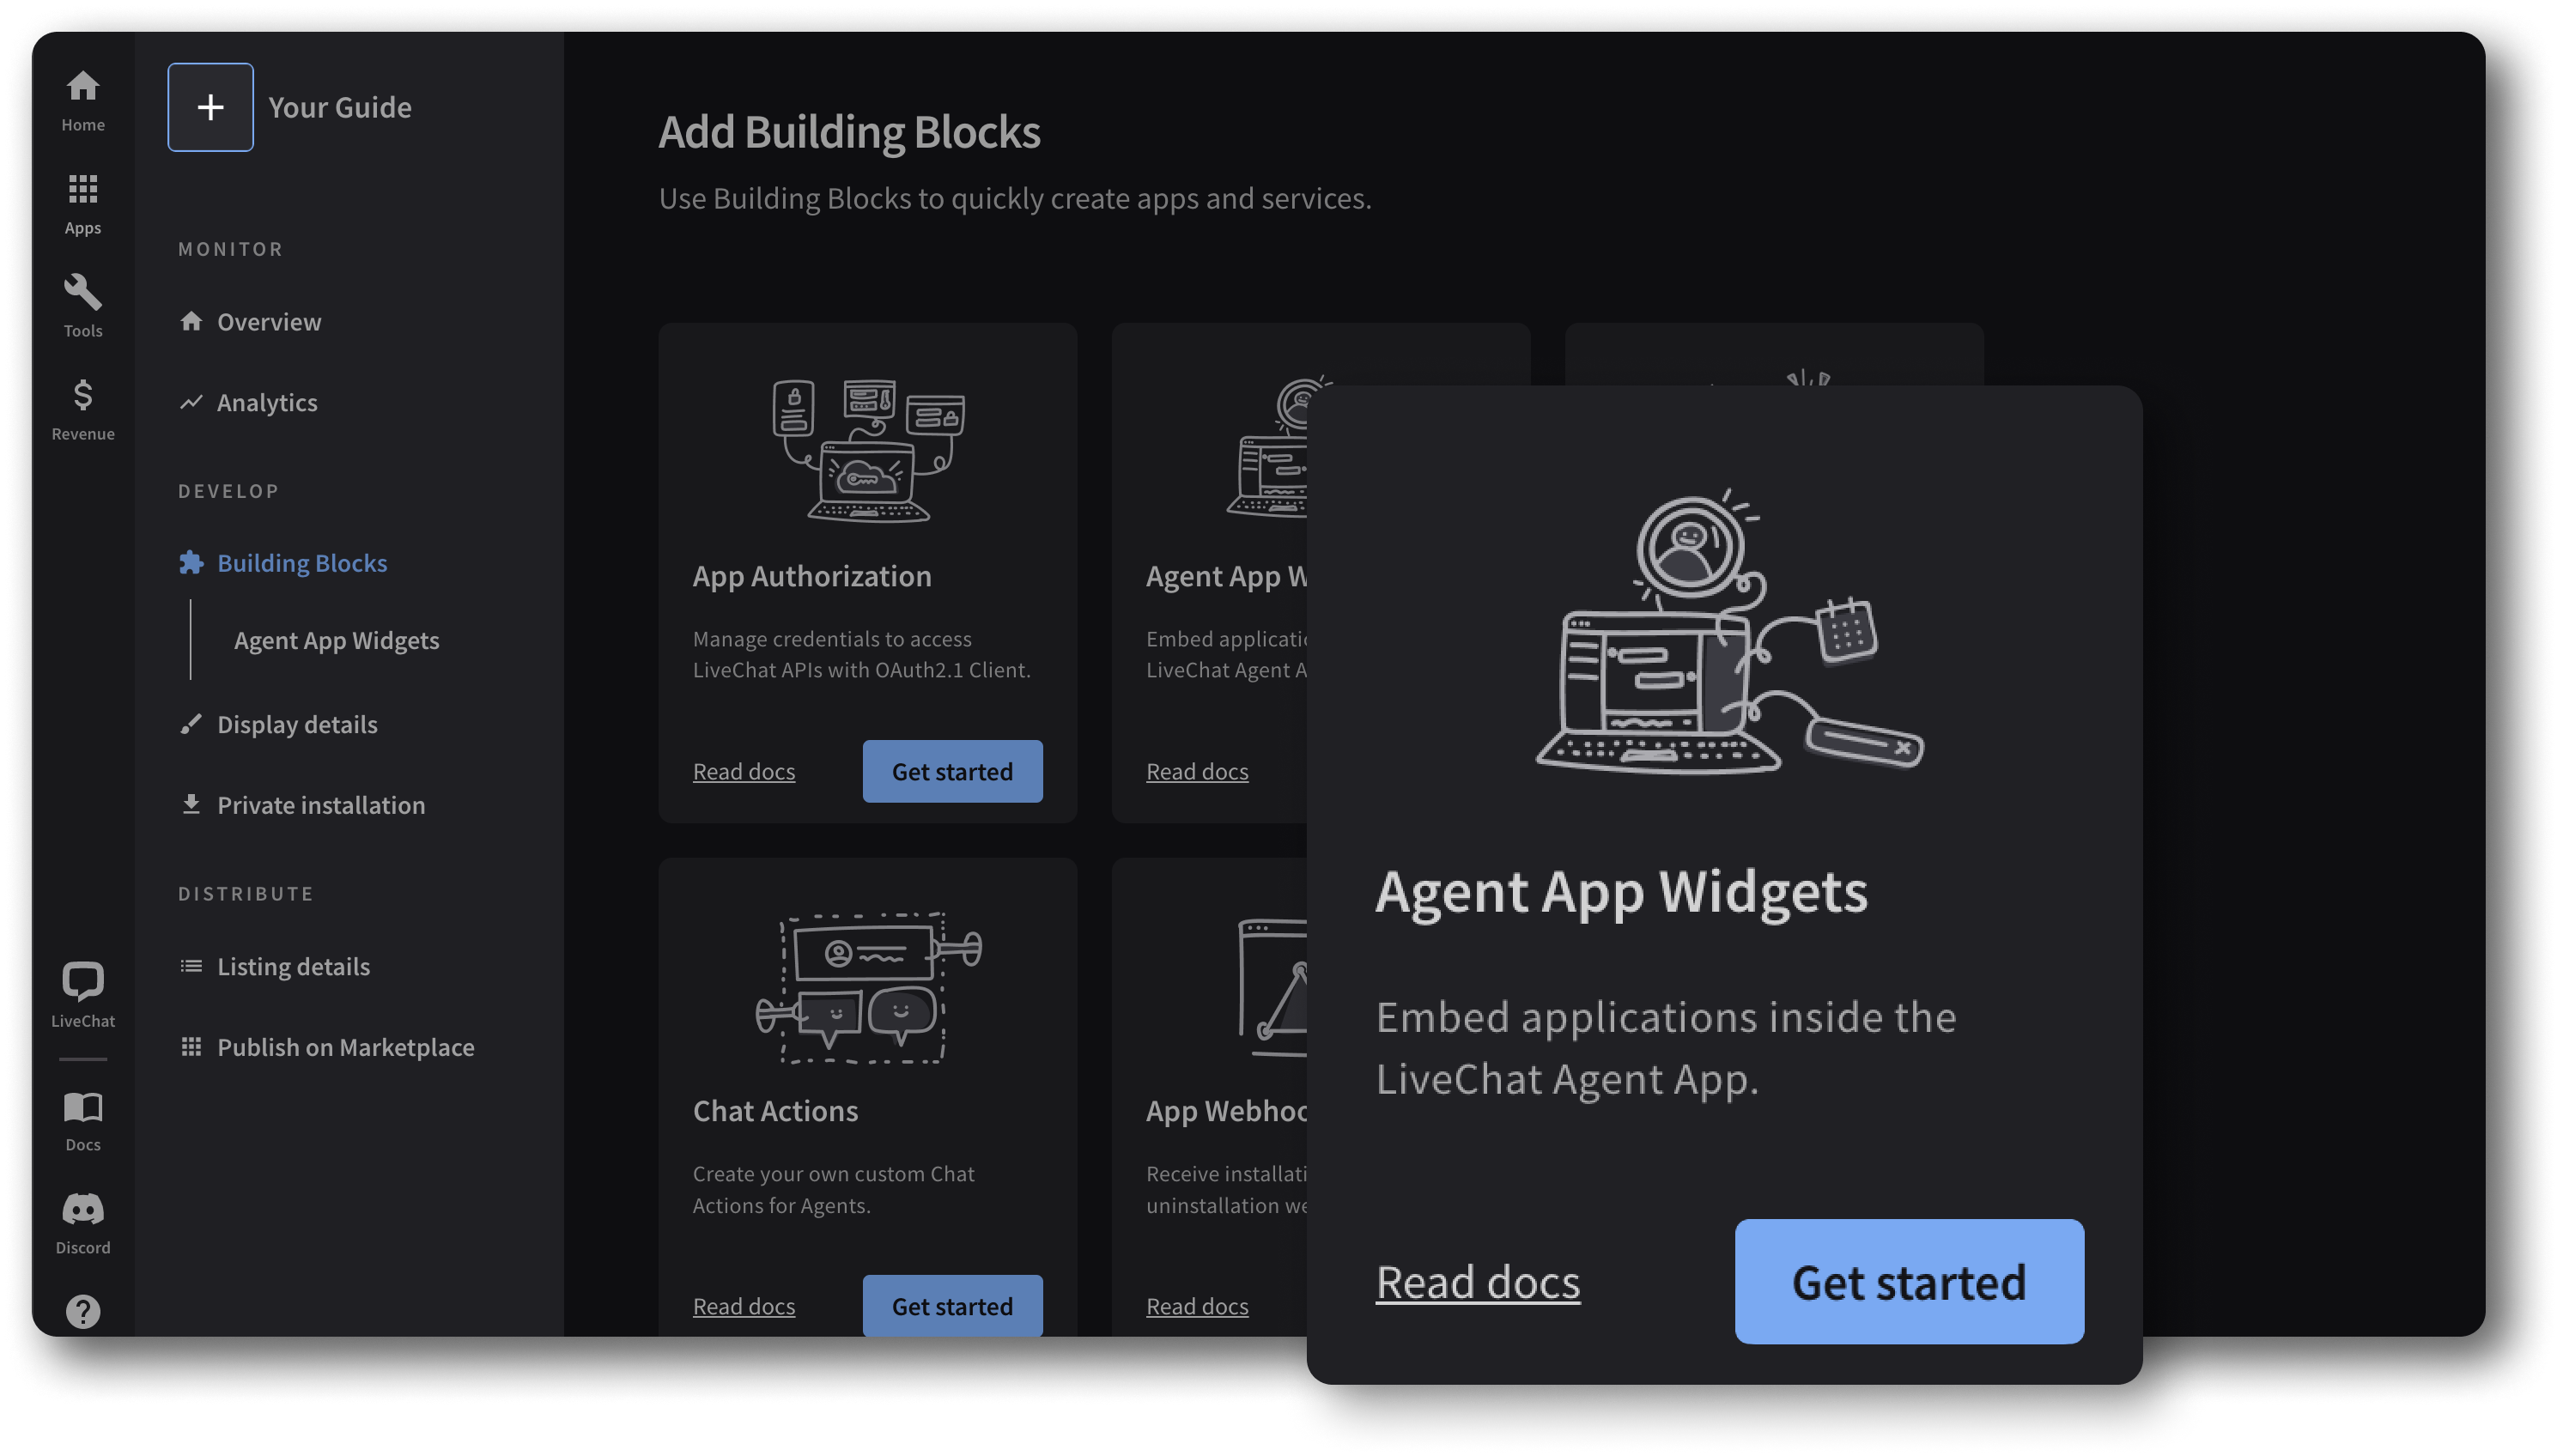 Home
Apps
Tools
Revenue
LiveChat
Docs
Discord
Your Guide
MONITOR
Overview
Analytics
DEVELOP
Building Blocks
Agent App Widgets
Display details
Private installation
DISTRIBUTE
Listing details
Publish on Marketplace
Add Building Blocks
Use Building Blocks to quickly create apps and services.
App Authorization
Manage credentials to access
LiveChat APIs with OAuth2.1 Client.
Read docs
Get started
Agent App
Embed
LiveChat Agent
Read docs
Chat Actions
Create your own custom Chat
Actions for Agents.
Read docs
Get started
App
Receive
uninstallation
Read docs
Agent App Widgets
Embed applications inside the
LiveChat Agent App.
Read docs
Get started